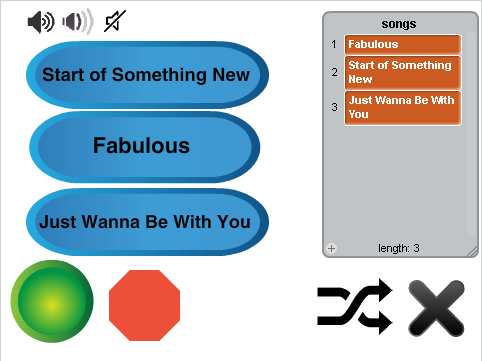 Start of Something New
Fabulous
Just Wanna Be With You
songs
1 Fabulous
2 Start of Something
New
3 Just Wanna Be With
You
+ length: 3